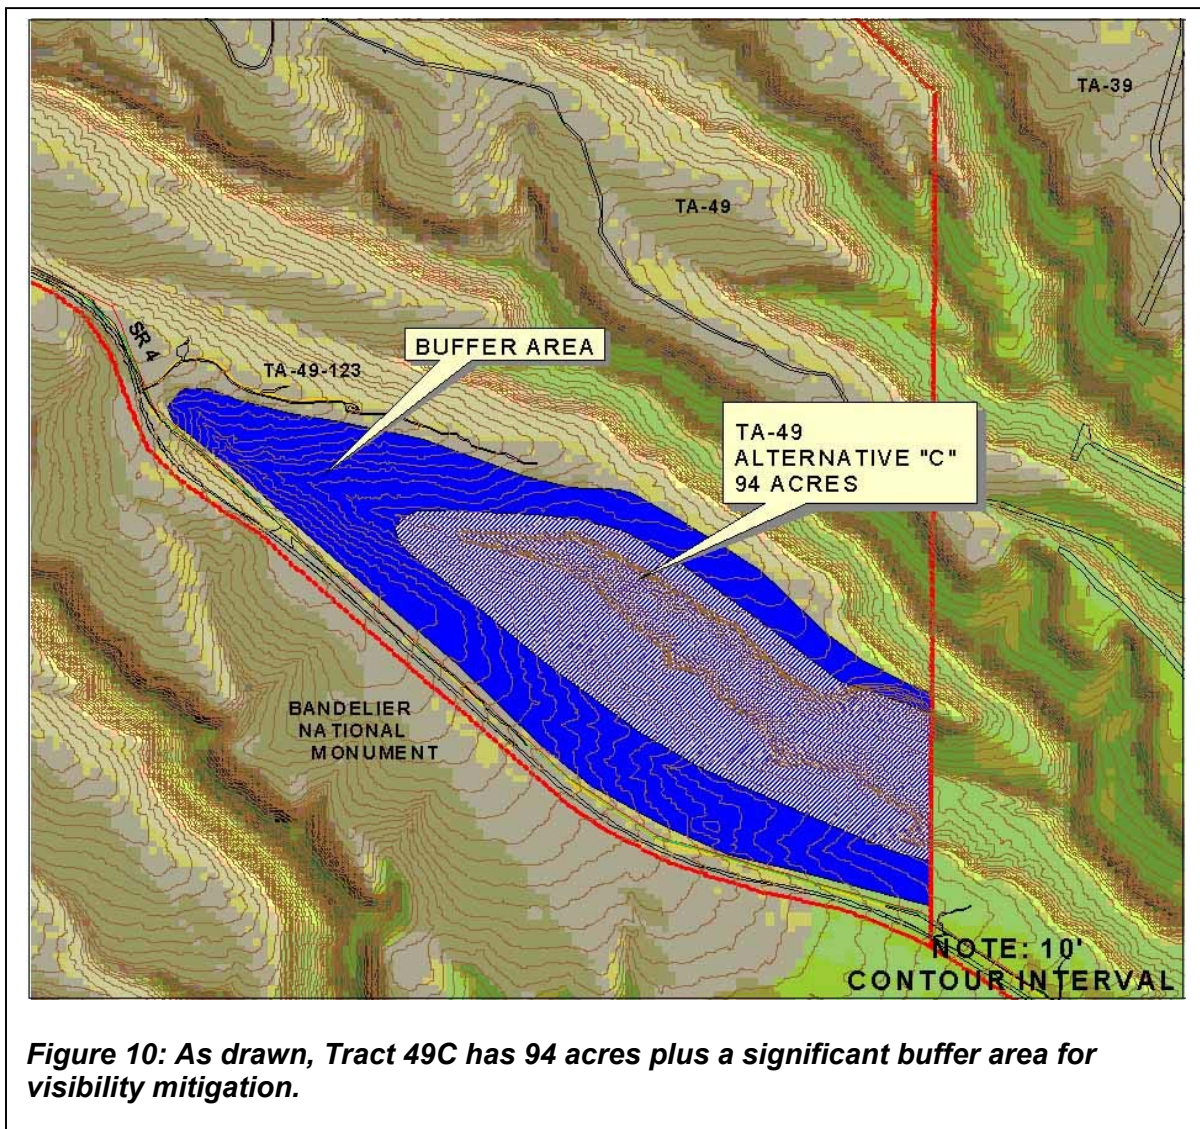 TA-39
TA-49
SR 4
BUFFER AREA
TA-49-123
TA-49
ALTERNATIVE "C"
94 ACRES
BANDELIER
NATIONAL
MONUMENT
NOTE: 10'
CONTOUR INTERVAL
Figure 10: As drawn, Tract 49C has 94 acres plus a significant buffer area for
visibility mitigation.